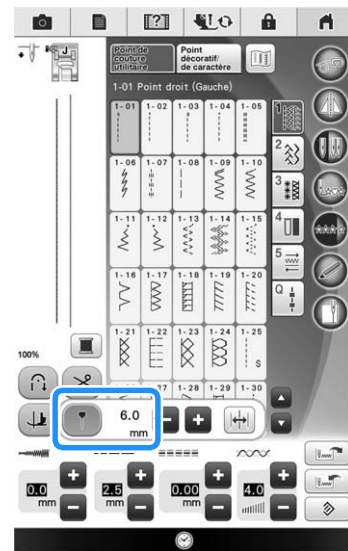 [?]
J
Point de
couture
utilitaire
Point
décoratif/
de caractère
1-01 Point droit (Gauche)
1-01 1-02 1-03 1-04 1-05
1
1-06 1-07 1-08 1-09 1-10
2
3
1-11 1-12 1-13 1-14 1-15
4
1-16 1-17 1-18 1-19 1-20
5
Q
1-21 1-22 1-23 1-24 1-25
S
100%
1-28 1-29 1-30
6.0
mm
- +
+ + + +
0.0 2.5 0.00 4.0
mm mm mm
- - - -